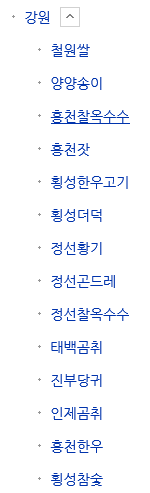 강원
철원쌀
양양송이
홍천찰옥수수
홍천잣
횡성한우고기
횡성더덕
정선황기
정선곤드레
정선찰옥수수
태백곰취
진부당귀
인제곰취
홍천한우
횡성참숯